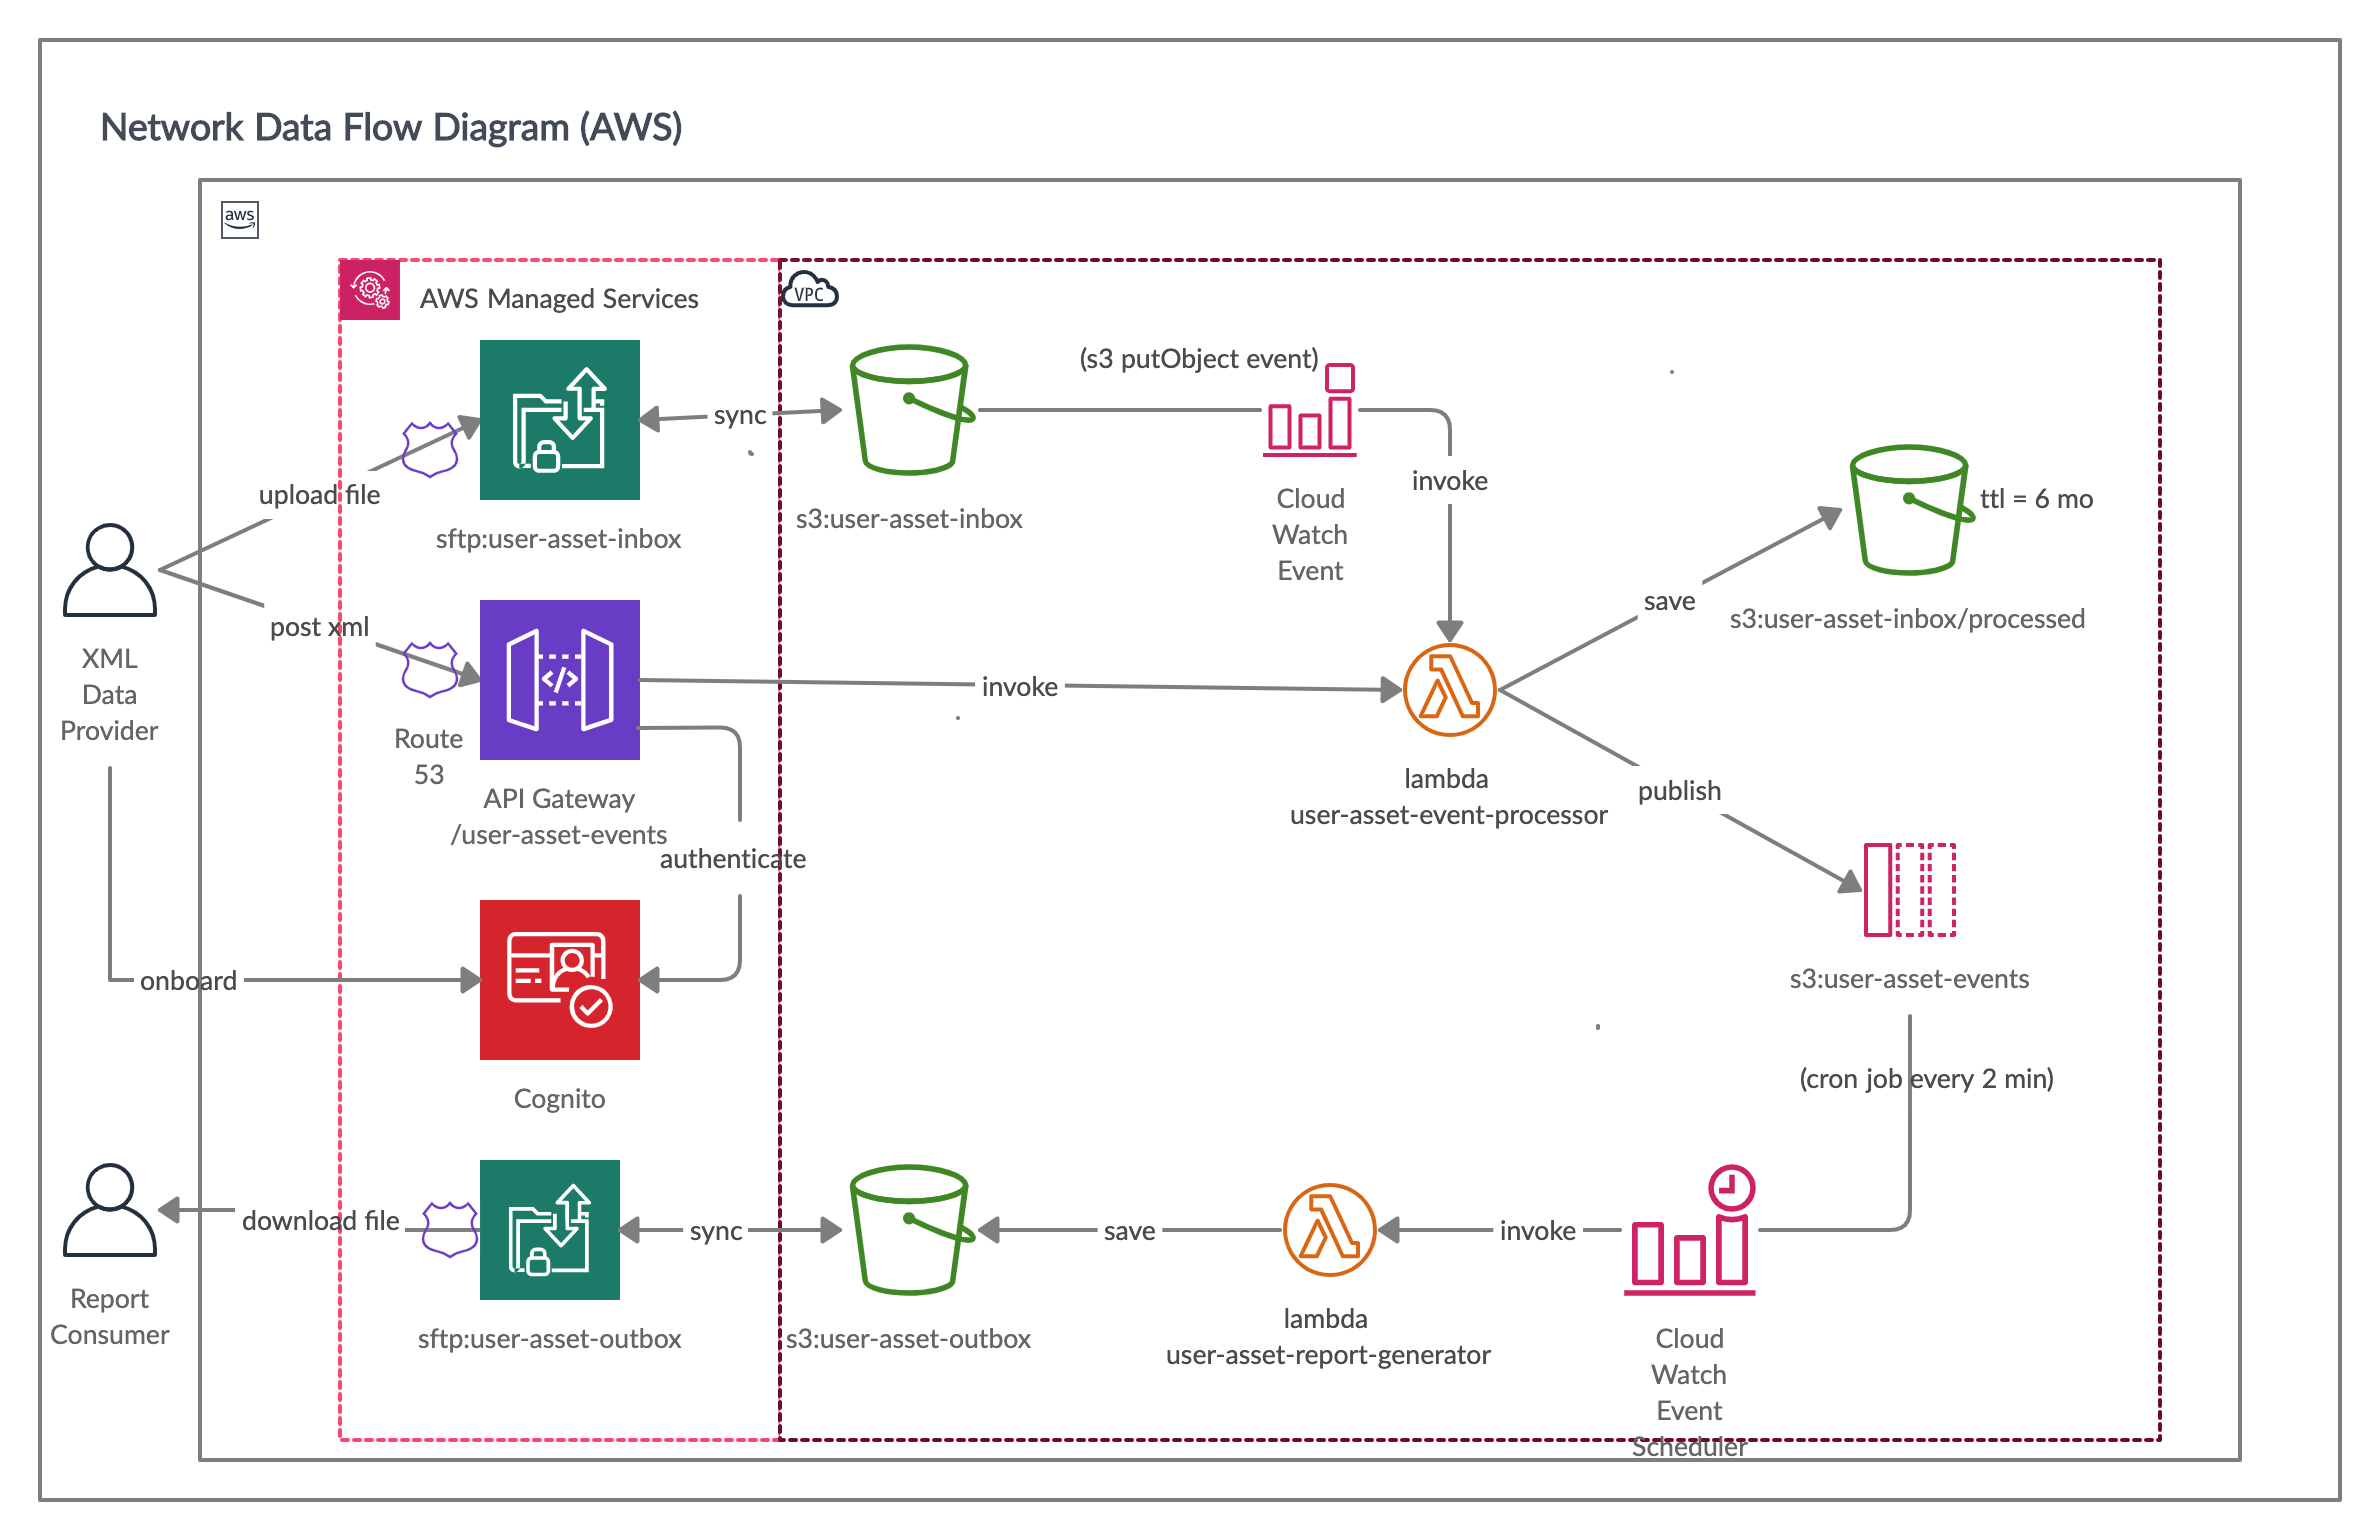 Network Data Flow Diagram (AWS)
aws
AWS Managed Services
VPC
sftp:user-asset-inbox
sync
s3:user-asset-inbox
(s3 putObject event)
Cloud
Watch
Event
invoke
ttl = 6 mo
s3:user-asset-inbox/processed
save
upload file
post xml
XML
Data
Provider
Route
53
</>
API Gateway
/user-asset-events
authenticate
invoke
lambda
user-asset-event-processor
publish
s3:user-asset-events
onboard
Cognito
(cron job every 2 min)
Report
Consumer
download file
sftp:user-asset-outbox
sync
s3:user-asset-outbox
save
lambda
user-asset-report-generator
invoke
Cloud
Watch
Event
Scheduler